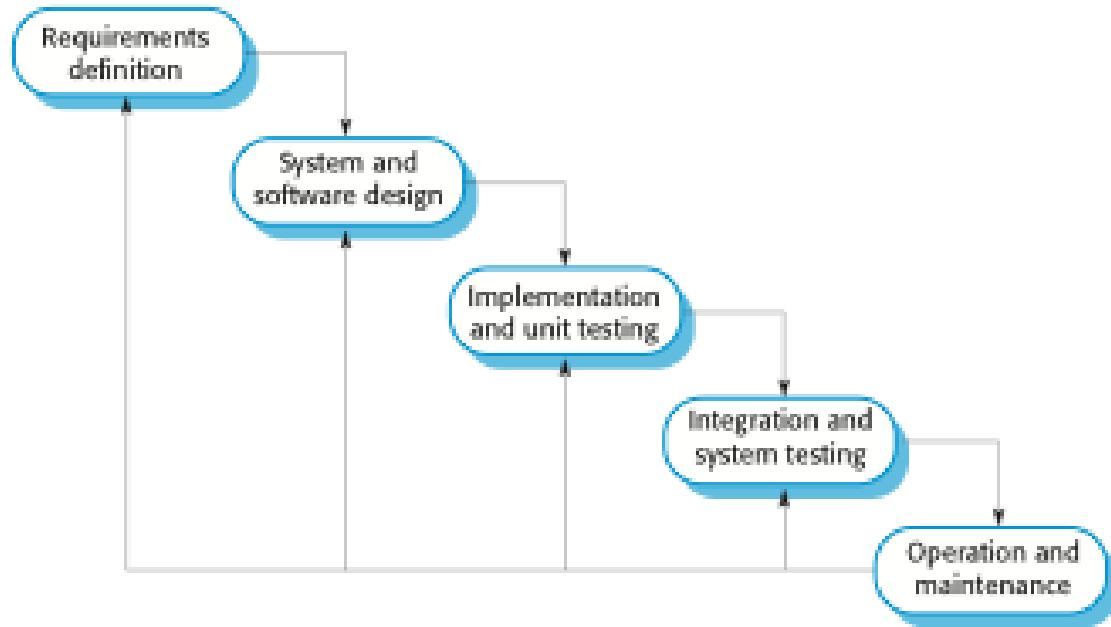 Requirements
definition
System and
software design
Implementation
and unit testing
Integration and
system testing
Operation and
maintenance